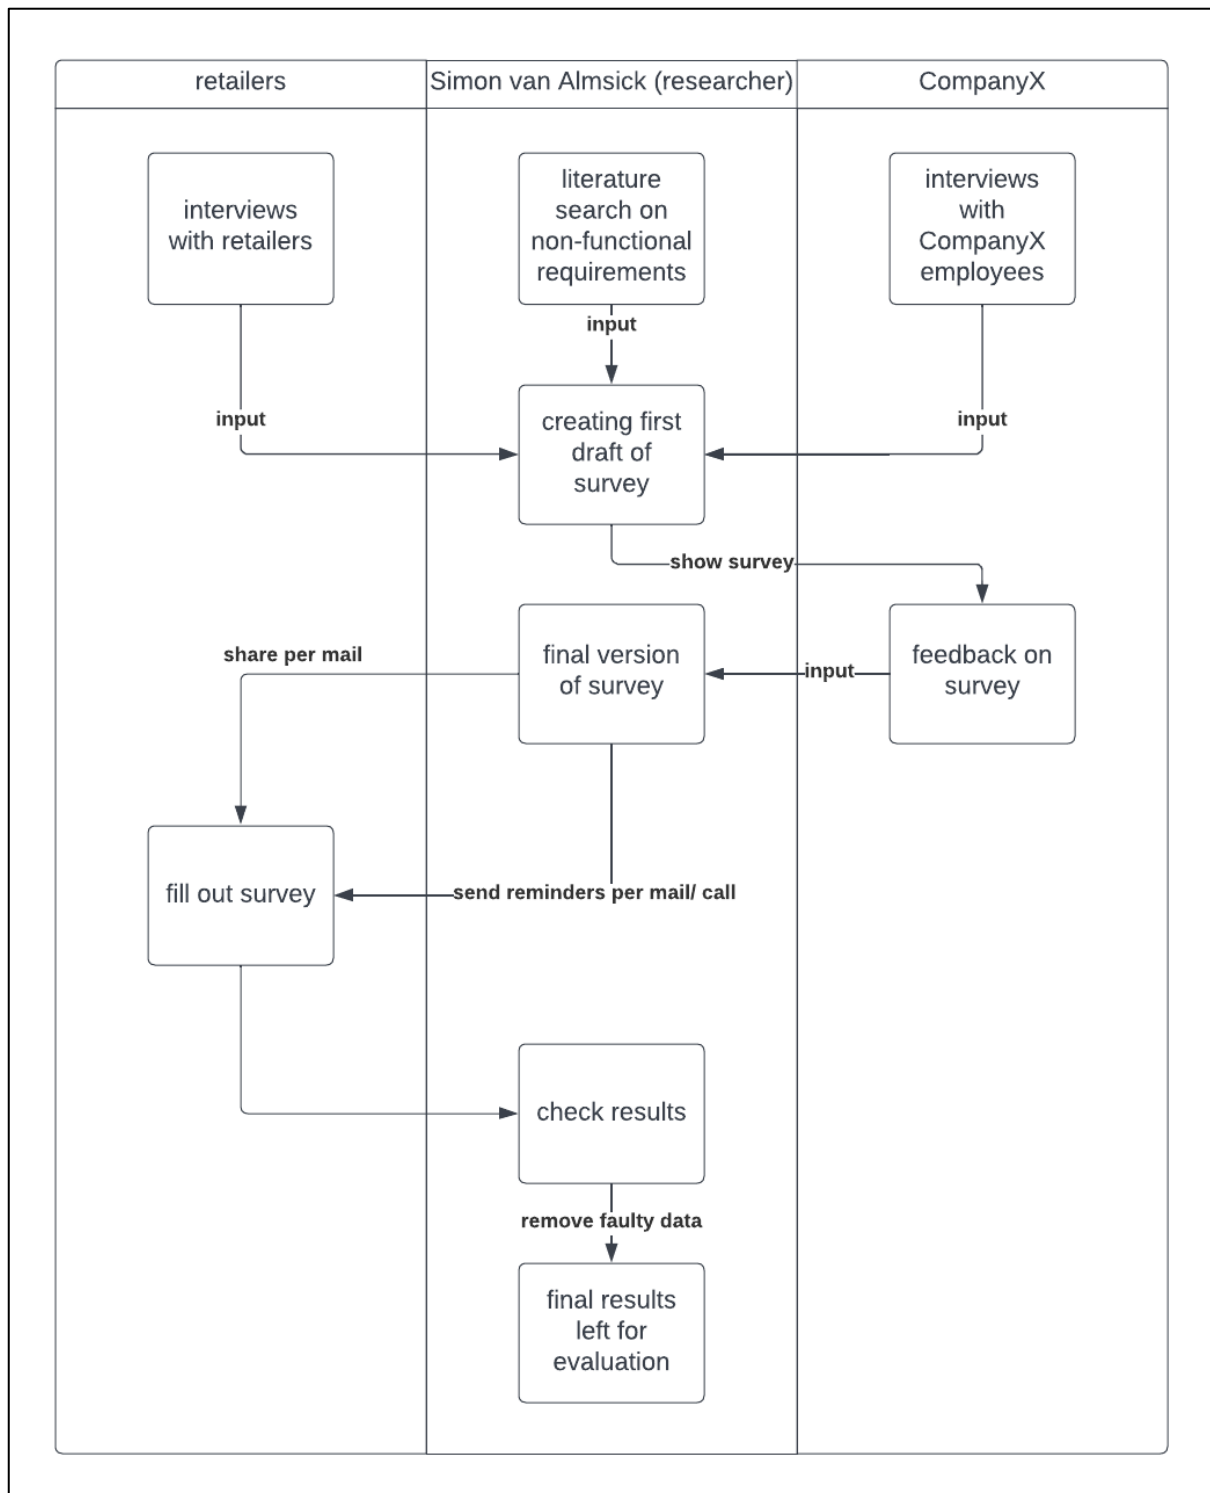 retailers
Simon van Almsick (researcher)
CompanyX
interviews
with retailers
literature
search on
non-functional
requirements
interviews
with
CompanyX
employees
input
input
input
creating first
draft of
survey
show survey
share per mail
final version
of survey
input
feedback on
survey
fill out survey
send reminders per mail/ call
check results
remove faulty data
final results
left for
evaluation